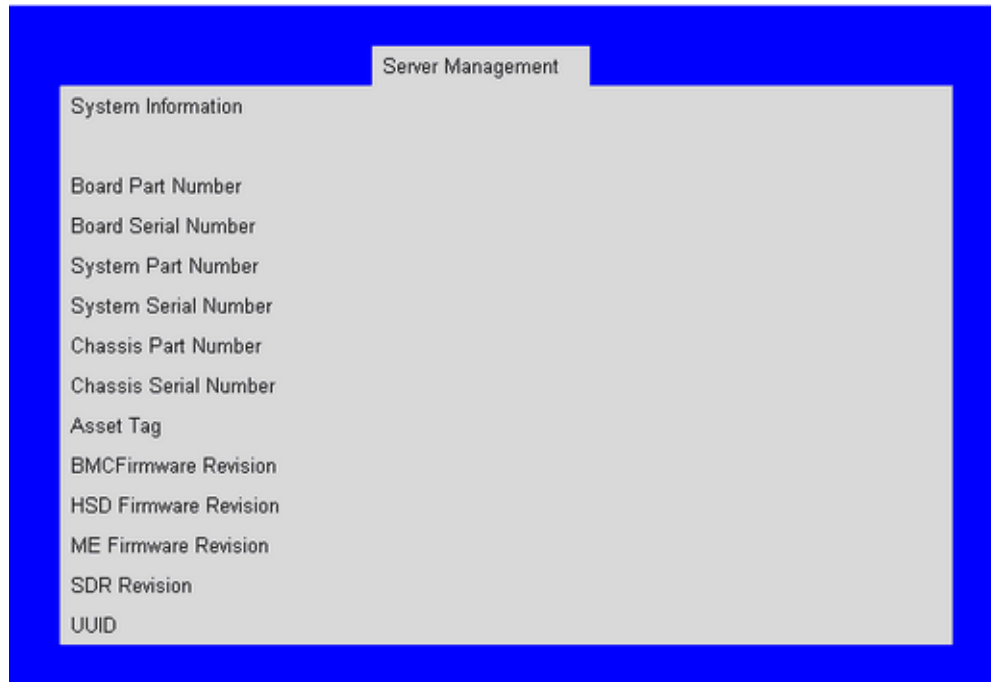 Server Management
System Information
Board Part Number
Board Serial Number
System Part Number
System Serial Number
Chassis Part Number
Chassis Serial Number
Asset Tag
BMCFirmware Revision
HSD Firmware Revision
ME Firmware Revision
SDR Revision
UUID